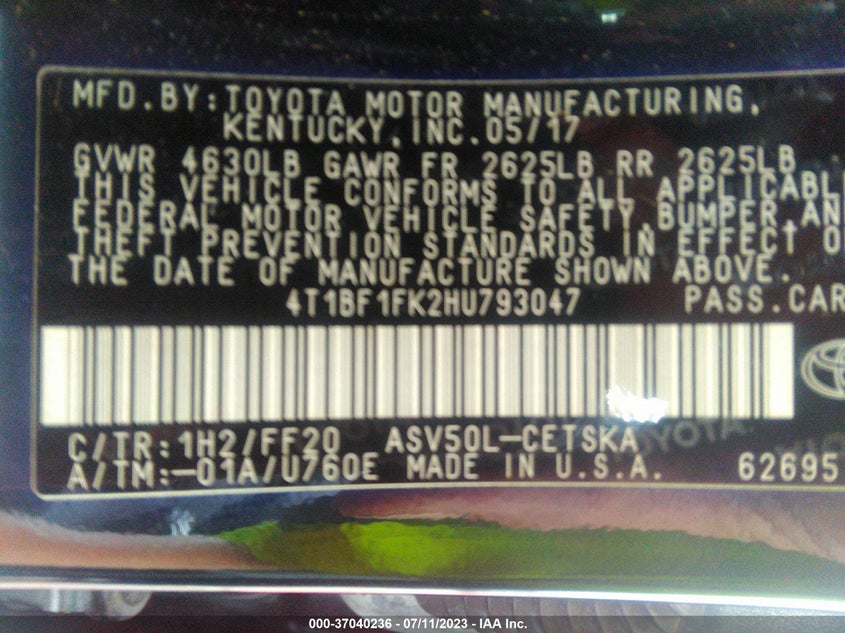 MFD.BY:TOYOTA MOTOR MANUFACTURING,
KENTUCKY,INC.05/17
GVWR 4630LB GAWR FR 2625LB RR 2625LB
THIS VEHICLE CONFORMS TO ALL APPLICABL
FEDERAL MOTOR VEHICLE SAFETY,BUMPER,AN
THEFT PREVENTION STANDARDS IN EFFECT O
THE DATE OF MANUFACTURE SHOWN ABOVE.
4T1BF1FK2HU793047 PASS.CAR
C/TR:1H2/FF20 ASV50L-CETSKA
TOYOTA
A/TM:-01A/U760E MADE IN U.S.A. 62695
000-37040236 - 07/11/2023 - IAA Inc.